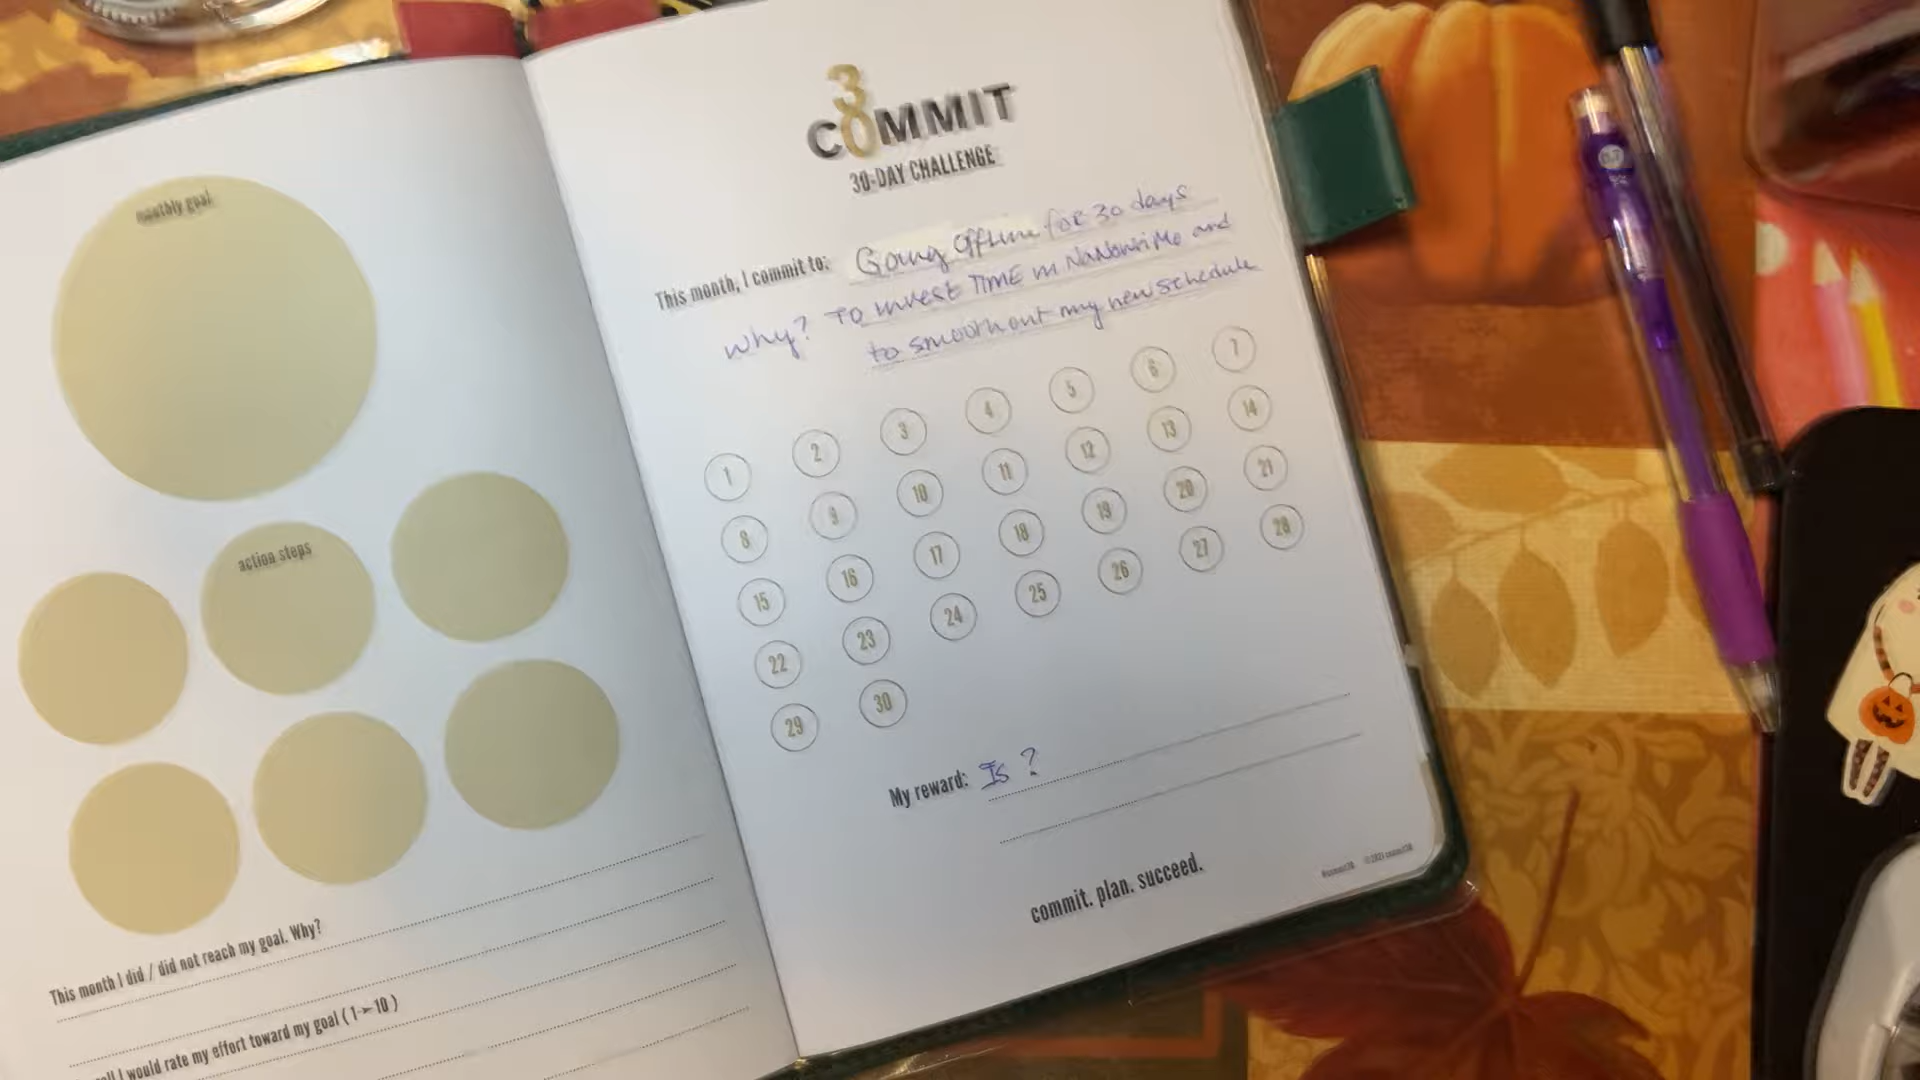 monthly goal
action steps
This month I did / did not reach my goal. Why?
I would rate my effort toward my goal (1➤10)
30
COMMIT
30-DAY CHALLENGE
This month, I commit to: Going Offline for 30 days
Why? To invest TIME in NaNoWriMo and
to smooth out my new schedule
1 2 3 4 5 6 7
8 9 10 11 12 13 14
15 16 17 18 19 20 21
22 23 24 25 26 27 28
29 30
My reward: Is ?
commit. plan. succeed.
0.7